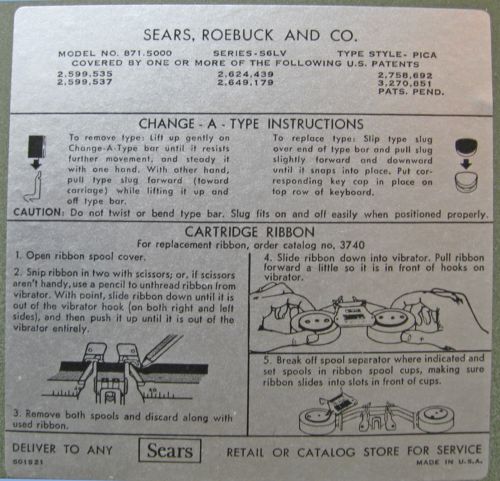 SEARS, ROEBUCK AND CO.
MODEL NO. 871.5000 SERIES-S6LV TYPE STYLE- PICA
COVERED BY ONE OR MORE OF THE FOLLOWING U.S. PATENTS
2,599,535 2,624,439 2,758,692
2,599,537 2,649,179 3,270,851
PATS. PEND.
CHANGE - A - TYPE INSTRUCTIONS
To remove type: Lift up gently on
Change-A-Type bar until it resists
further movement, and steady it
with one hand. With other hand,
pull type slug forward (toward
carriage) while lifting it up and
off type bar.
To replace type: Slip type slug
over end of type bar and pull slug
slightly forward and downward
until it snaps into place. Put cor-
responding key cap in place on
top row of keyboard.
CAUTION: Do not twist or bend type bar. Slug fits on and off easily when positioned properly.
CARTRIDGE RIBBON
For replacement ribbon, order catalog no. 3740
1. Open ribbon spool cover.
2. Snip ribbon in two with scissors; or, if scissors
aren't handy, use a pencil to unthread ribbon from
vibrator. With point, slide ribbon down until it is
out of the vibrator hook (on both right and left
sides), and then push it up until it is out of the
vibrator entirely.
3. Remove both spools and discard along with
used ribbon.
4. Slide ribbon down into vibrator. Pull ribbon
forward a little so it is in front of hooks on
vibrator.
5. Break off spool separator where indicated and
set spools in ribbon spool cups, making sure
ribbon slides into slots in front of cups.
DELIVER TO ANY Sears RETAIL OR CATALOG STORE FOR SERVICE
501521 MADE IN U.S.A.